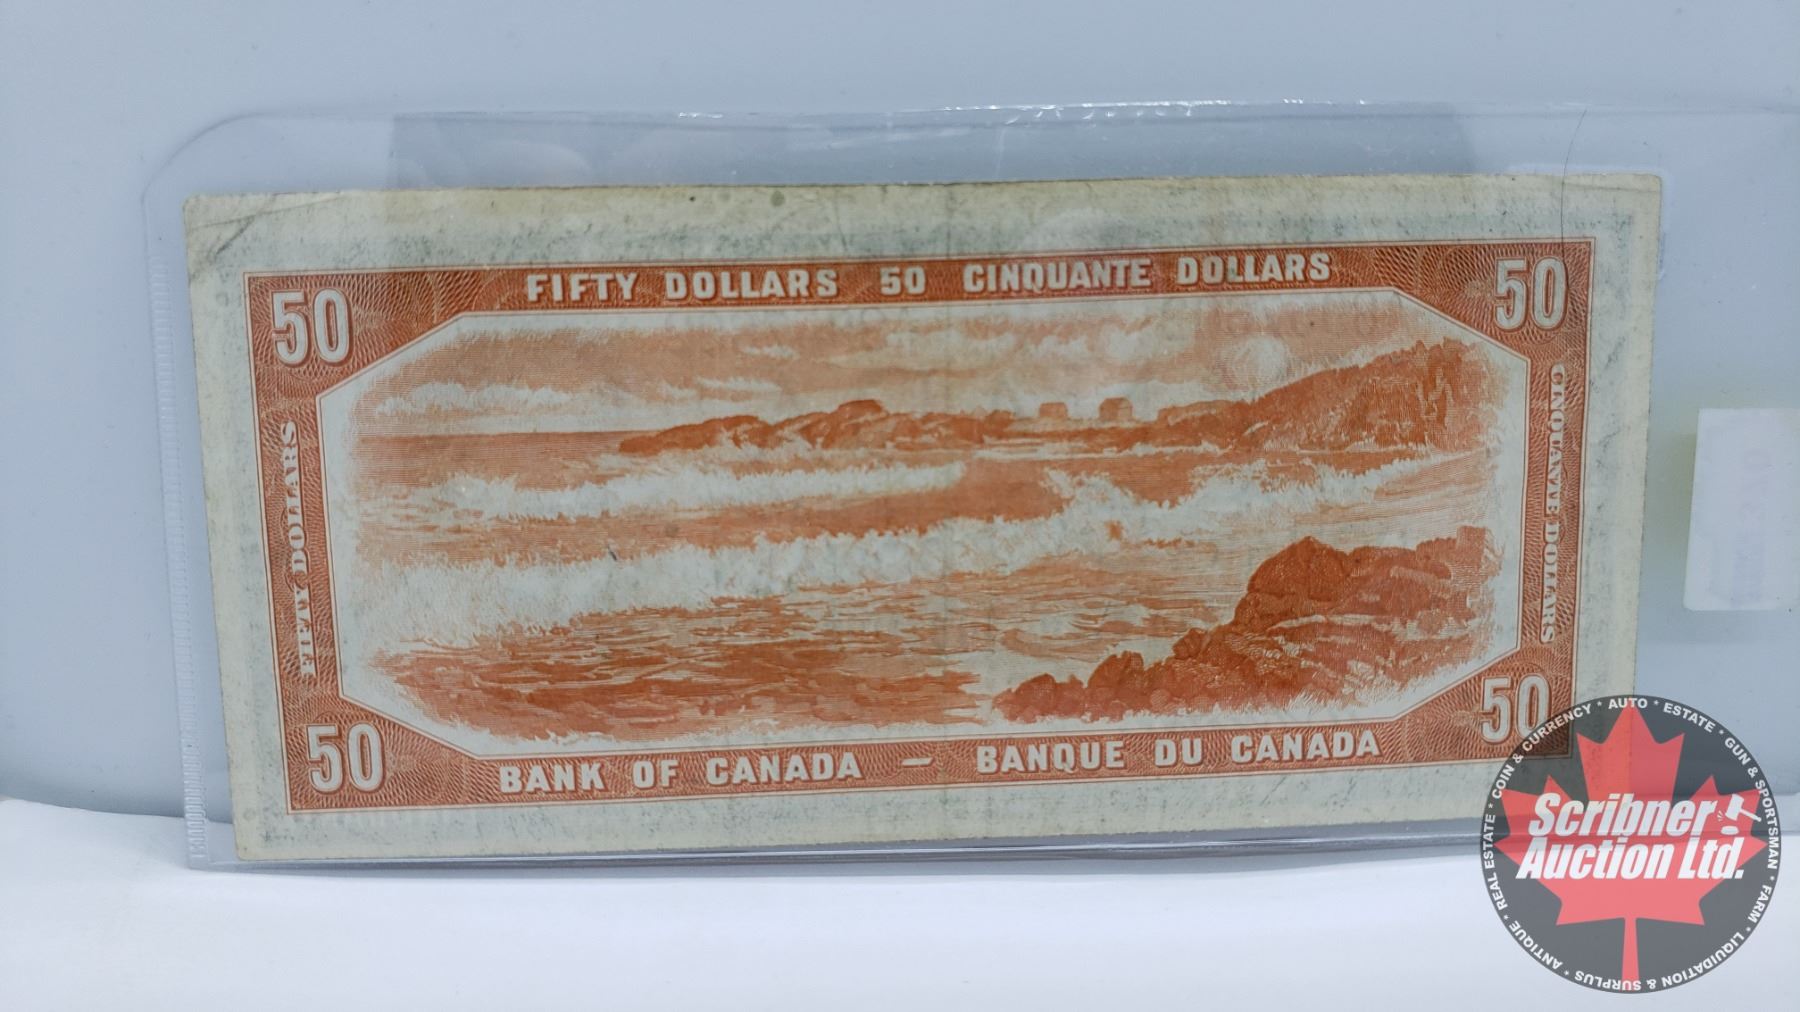 FIFTY DOLLARS 50 CINQUANTE DOLLARS
50
50
FIFTY DOLLARS
CINQUANTE DOLLARS
50
50
BANK OF CANADA — BANQUE DU CANADA
REAL ESTATE * COIN & CURRENCY * AUTO * ESTATE * GUN & SPORTSMAN * FARM * LIQUIDATION & SURPLUS * ANTIQUE *
Scribner
Auction Ltd.